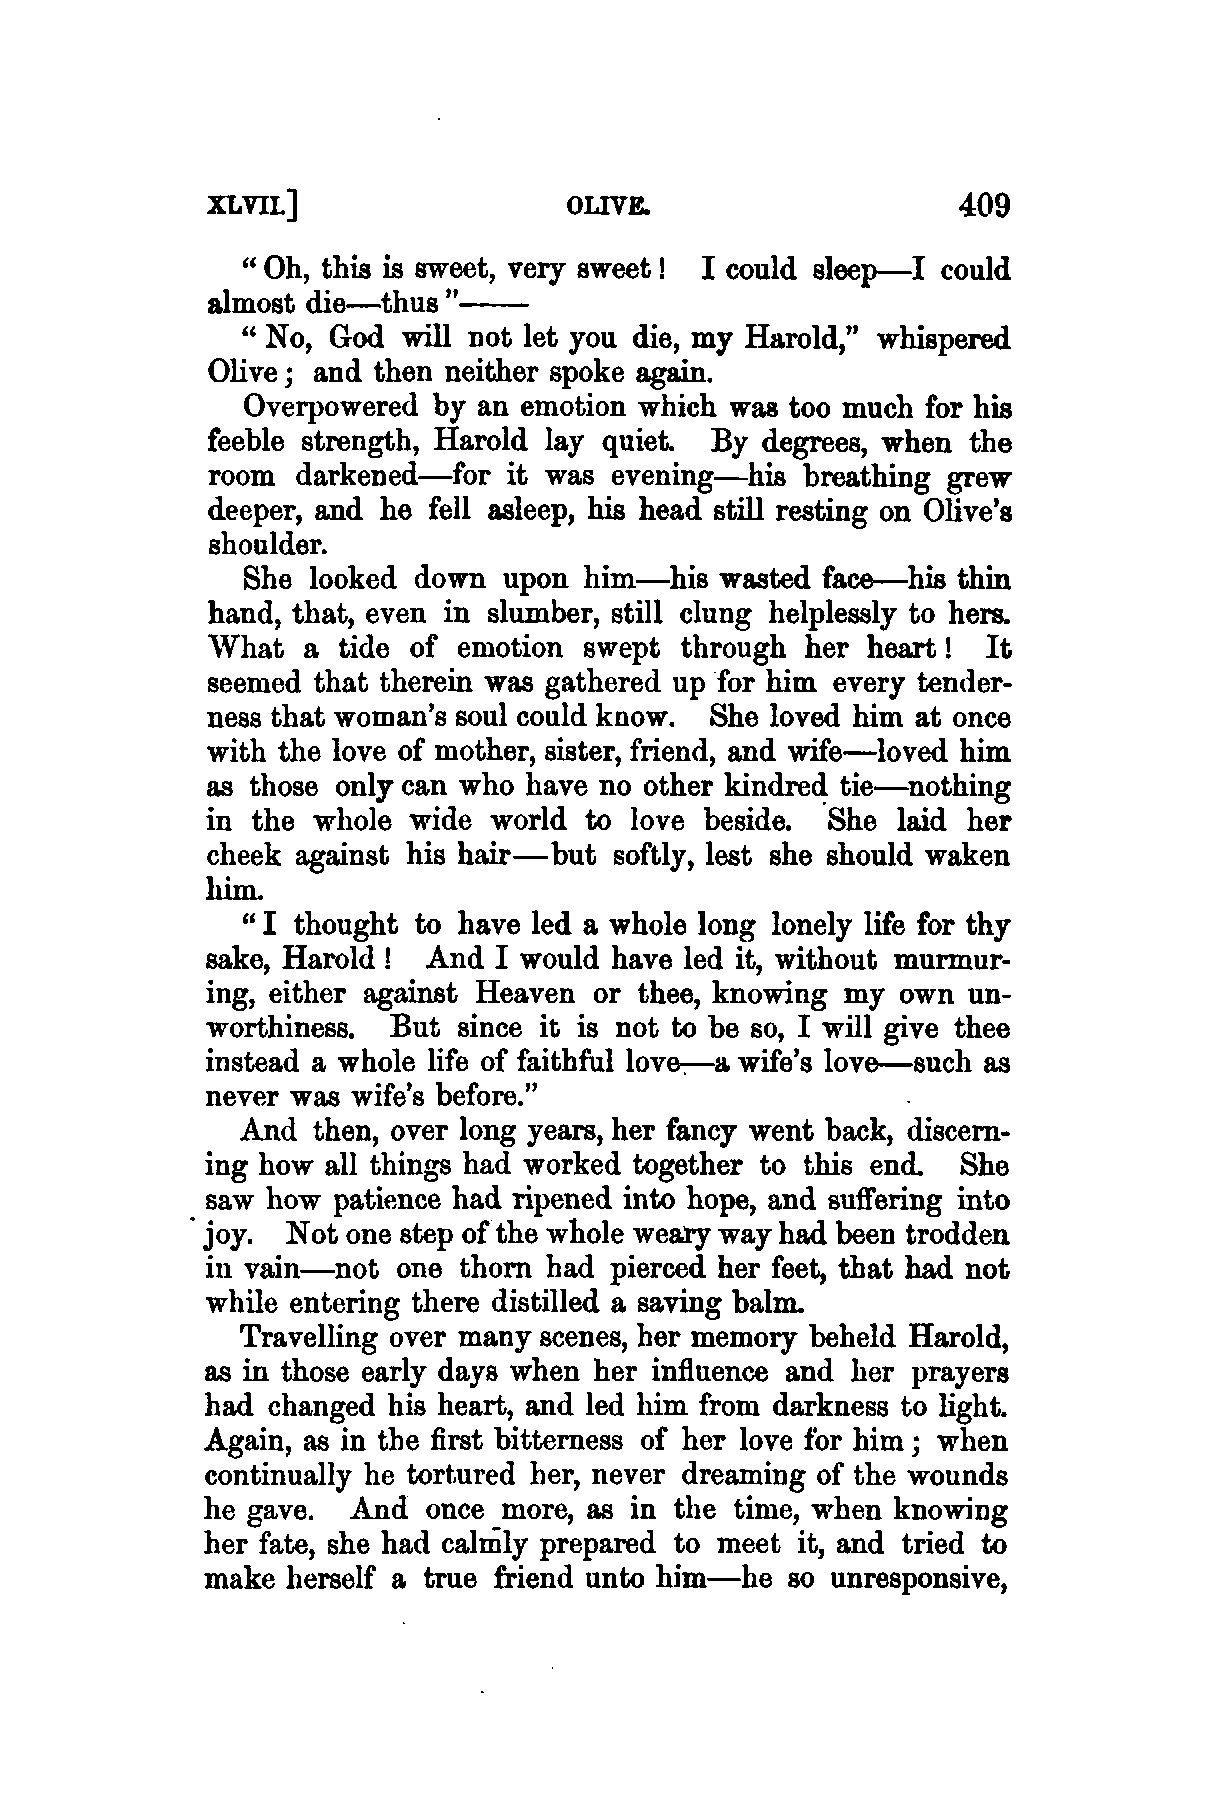 XLVII.] OLIVE. 409
“Oh, this is sweet, very sweet! I could sleep—I could
almost die—thus”——
“No, God will not let you die, my Harold,” whispered
Olive; and then neither spoke again.
Overpowered by an emotion which was too much for his
feeble strength, Harold lay quiet. By degrees, when the
room darkened—for it was evening—his breathing grew
deeper, and he fell asleep, his head still resting on Olive’s
shoulder.
She looked down upon him—his wasted face—his thin
hand, that, even in slumber, still clung helplessly to hers.
What a tide of emotion swept through her heart! It
seemed that therein was gathered up for him every tender-
ness that woman’s soul could know. She loved him at once
with the love of mother, sister, friend, and wife—loved him
as those only can who have no other kindred tie—nothing
in the whole wide world to love beside. She laid her
cheek against his hair—but softly, lest she should waken
him.
“I thought to have led a whole long lonely life for thy
sake, Harold! And I would have led it, without murmur-
ing, either against Heaven or thee, knowing my own un-
worthiness. But since it is not to be so, I will give thee
instead a whole life of faithful love—a wife’s love—such as
never was wife’s before.”
And then, over long years, her fancy went back, discern-
ing how all things had worked together to this end. She
saw how patience had ripened into hope, and suffering into
joy. Not one step of the whole weary way had been trodden
in vain—not one thorn had pierced her feet, that had not
while entering there distilled a saving balm.
Travelling over many scenes, her memory beheld Harold,
as in those early days when her influence and her prayers
had changed his heart, and led him from darkness to light.
Again, as in the first bitterness of her love for him; when
continually he tortured her, never dreaming of the wounds
he gave. And once more, as in the time, when knowing
her fate, she had calmly prepared to meet it, and tried to
make herself a true friend unto him—he so unresponsive,